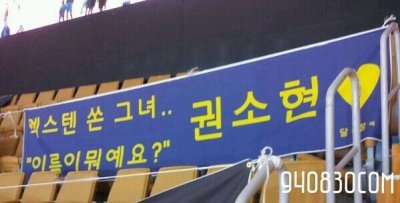 렉스텐 쏜 그녀..
"이름이뭐예요?"
권소현
940830COM